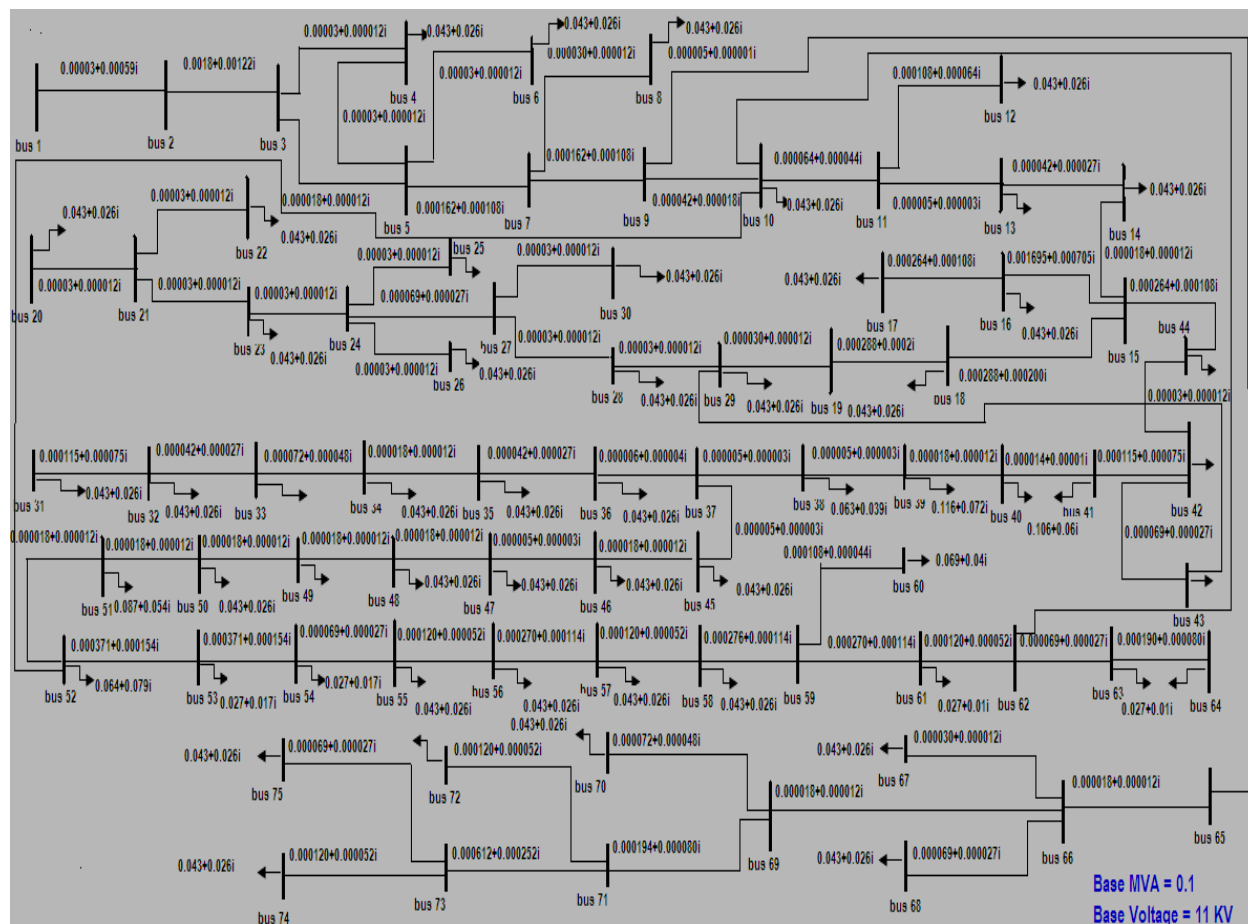 0.00003+0.00059i
0.0018+0.00122i
0.00003+0.000012i
0.043+0.026i
0.00003+0.000012i
0.043+0.026i
0.000030+0.000012i
0.043+0.026i
0.000005+0.000001i
0.000108+0.000064i
0.043+0.026i
bus 1
bus 2
bus 3
bus 4
bus 6
bus 8
bus 12
0.00003+0.000012i
0.000162+0.000108i
0.000064+0.000044i
0.000042+0.000027i
0.043+0.026i
0.000018+0.000012i
bus 5
0.000162+0.000108i
bus 7
bus 9
0.000042+0.000018i
bus 10
0.043+0.026i
bus 11
0.000005+0.000003i
bus 13
bus 14
0.043+0.026i
0.00003+0.000012i
bus 22
0.043+0.026i
bus 25
0.00003+0.000012i
0.00003+0.000012i
0.043+0.026i
0.043+0.026i
0.000264+0.000108i
0.001695+0.000705i
0.000018+0.000012i
0.000264+0.000108i
bus 20
0.00003+0.000012i
bus 21
0.00003+0.000012i
0.00003+0.000012i
bus 23
0.043+0.026i
bus 24
0.000069+0.000027i
0.00003+0.000012i
bus 26
0.043+0.026i
bus 27
bus 30
0.00003+0.000012i
bus 28
0.043+0.026i
0.00003+0.000012i
bus 29
0.043+0.026i
0.000030+0.000012i
bus 19
0.043+0.026i
0.000288+0.0002i
bus 18
0.000288+0.000200i
bus 17
bus 16
0.043+0.026i
bus 15
bus 44
0.00003+0.000012i
0.000115+0.000075i
0.000042+0.000027i
0.000072+0.000048i
0.000018+0.000012i
0.000042+0.000027i
0.000006+0.000004i
0.000005+0.000003i
0.000005+0.000003i
0.000018+0.000012i
0.000014+0.00001i
0.000115+0.000075i
bus 31
0.043+0.026i
bus 32
0.043+0.026i
bus 33
bus 34
0.043+0.026i
bus 35
0.043+0.026i
bus 36
0.043+0.026i
bus 37
bus 38
0.063+0.039i
bus 39
0.116+0.072i
bus 40
0.106+0.06i
bus 41
bus 42
0.000018+0.000012i
0.000018+0.000012i
0.000018+0.000012i
0.000018+0.000012i
0.000018+0.000012i
0.000005+0.000003i
0.000018+0.000012i
0.000005+0.000003i
0.000108+0.000044i
0.000069+0.000027i
bus 51
0.087+0.054i
bus 50
0.043+0.026i
bus 49
bus 48
0.043+0.026i
bus 47
0.043+0.026i
bus 46
0.043+0.026i
bus 45
0.043+0.026i
bus 60
0.069+0.04i
bus 43
0.000371+0.000154i
0.000371+0.000154i
0.000069+0.000027i
0.000120+0.000052i
0.000270+0.000114i
0.000120+0.000052i
0.000276+0.000114i
0.000270+0.000114i
0.000120+0.000052i
0.000069+0.000027i
0.000190+0.000080i
bus 52
0.064+0.079i
bus 53
0.027+0.017i
bus 54
0.027+0.017i
bus 55
0.043+0.026i
bus 56
0.043+0.026i
bus 57
0.043+0.026i
bus 58
0.043+0.026i
bus 59
bus 61
0.027+0.01i
bus 62
bus 63
0.027+0.01i
bus 64
0.043+0.026i
0.043+0.026i
0.000069+0.000027i
0.000120+0.000052i
0.000072+0.000048i
0.043+0.026i
0.000030+0.000012i
bus 75
bus 72
bus 70
bus 67
0.000018+0.000012i
0.000018+0.000012i
bus 65
0.043+0.026i
0.000120+0.000052i
0.000612+0.000252i
0.000194+0.000080i
bus 69
0.043+0.026i
0.000069+0.000027i
bus 66
bus 74
bus 73
bus 71
bus 68
Base MVA = 0.1
Base Voltage = 11 KV